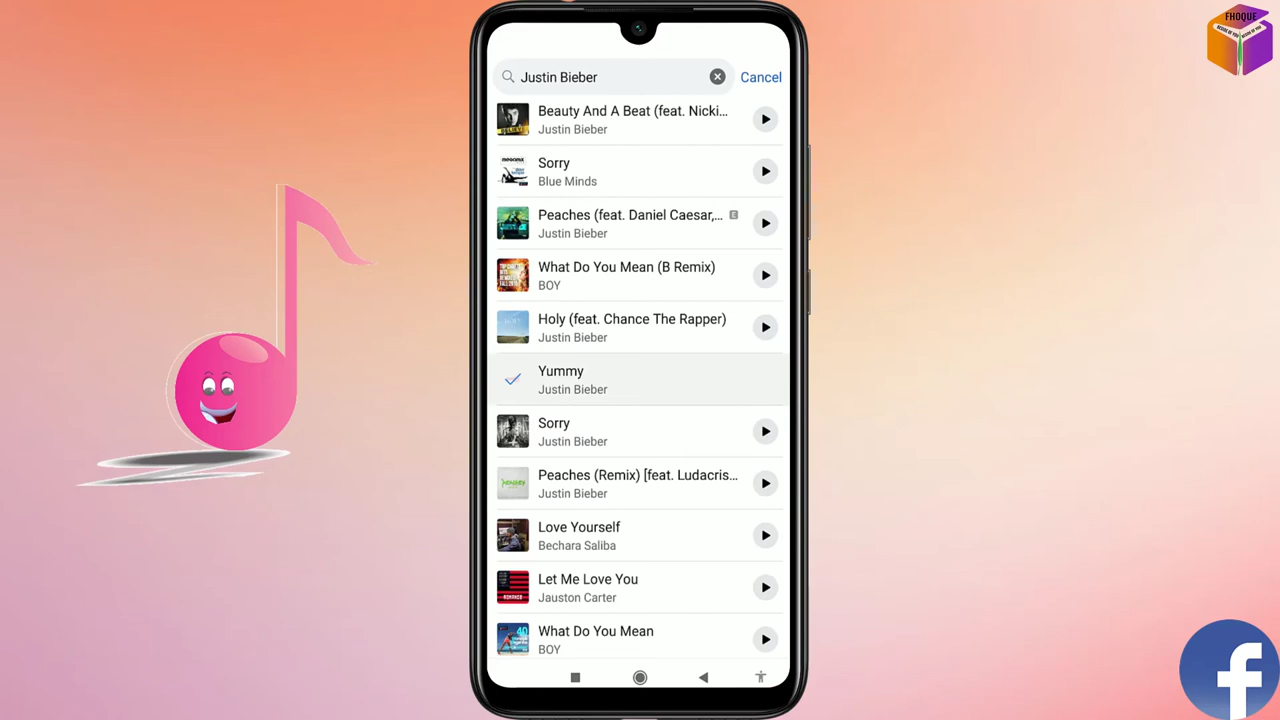 FHOQUE
Justin Bieber
Cancel
Beauty And A Beat (feat. Nicki...
Justin Bieber
Sorry
Blue Minds
Peaches (feat. Daniel Caesar,... E
Justin Bieber
What Do You Mean (B Remix)
BOY
Holy (feat. Chance The Rapper)
Justin Bieber
Yummy
Justin Bieber
Sorry
Justin Bieber
Peaches (Remix) [feat. Ludacris...
Justin Bieber
Love Yourself
Bechara Saliba
Let Me Love You
Jauston Carter
What Do You Mean
BOY
f